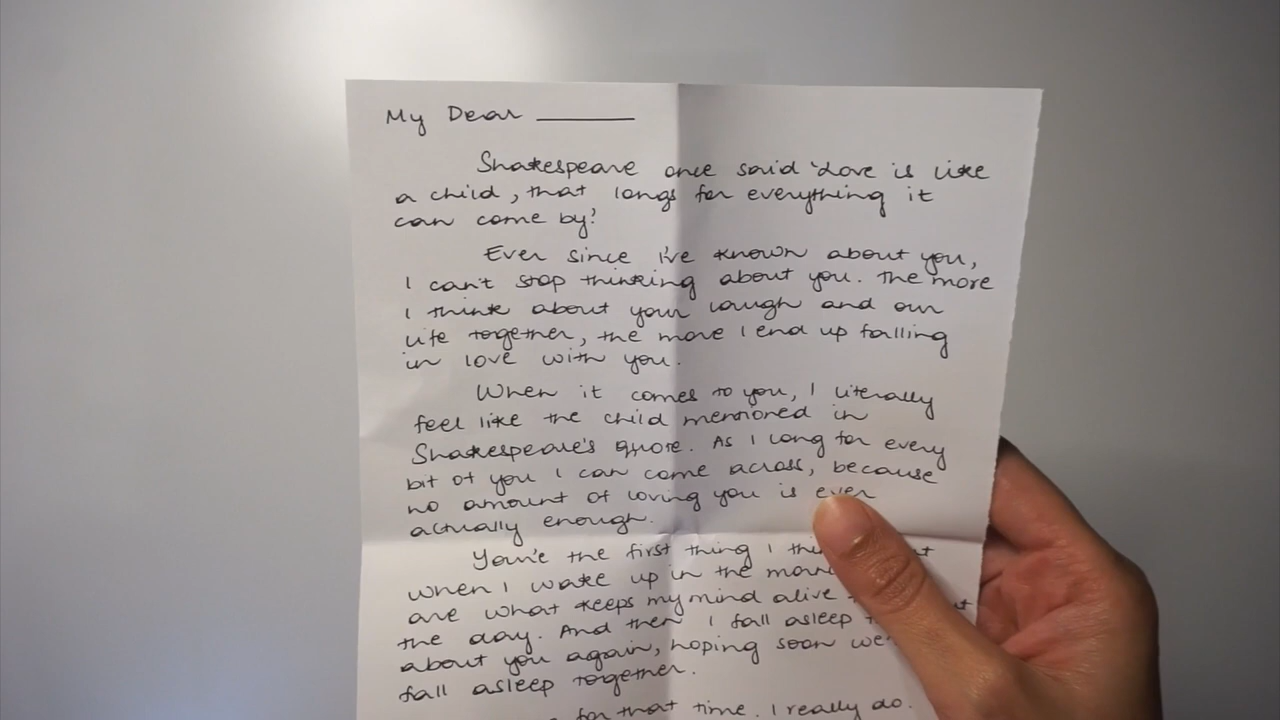 My Dear ______
Shakespeare once said 'Love is like
a child, that longs for everything it
can come by.'
Ever since I've known about you,
I can't stop thinking about you. The more
I think about your laugh and our
life together, the more I end up falling
in love with you.
When it comes to you, I literally
feel like the child mentioned in
Shakespeare's quote. As I long for every
bit of you I can come across, because
no amount of loving you is ever
actually enough.
You're the first thing I
when I wake up in the
are what keeps my mind alive
the day. And then I fall asleep
about you again, hoping soon
fall asleep together.
for that time. I really do.